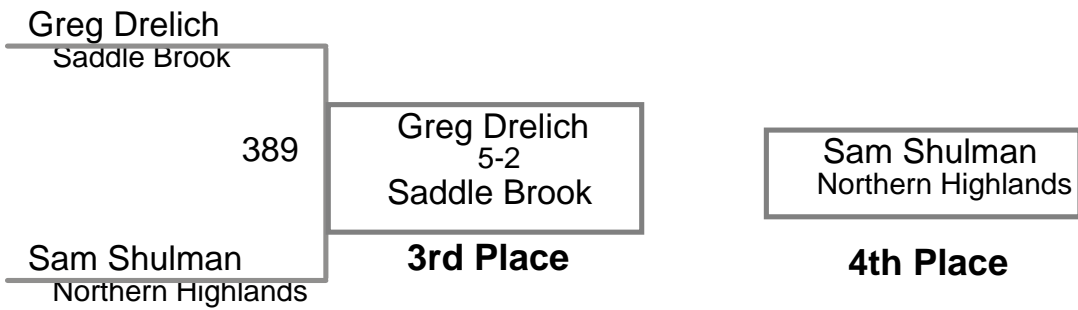 Greg Drelich
Saddle Brook
389
Greg Drelich
5-2
Saddle Brook
3rd Place
Sam Shulman
Northern Highlands
4th Place
Sam Shulman
Northern Highlands